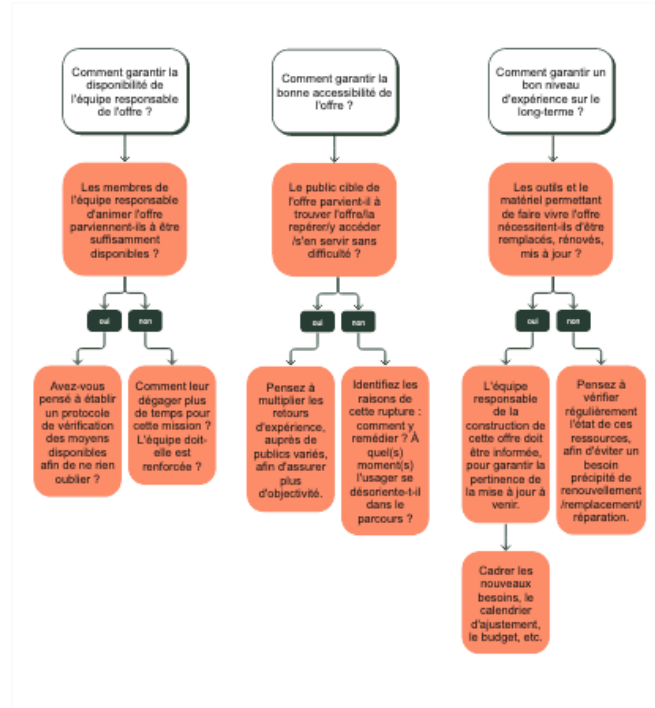 Comment garantir la
disponibilité de
l'équipe responsable
de l'offre ?
Les membres de
l'équipe responsable
d'animer l'offre
parviennent-ils à être
suffisamment
disponibles ?
oui
non
Avez-vous
pensé à établir
un protocole
de vérification
des moyens
disponibles
afin de ne rien
oublier ?
Comment leur
dégager plus
de temps pour
cette mission ?
L'équipe doit-
elle est
renforcée ?
Comment garantir la
bonne accessibilité de
l'offre ?
Le public cible de
l'offre parvient-il à
trouver l'offre/la
repérer/y accéder
/s'en servir sans
difficulté ?
oui
non
Pensez à
multiplier les
retours
d'expérience,
auprès de
publics variés,
afin d'assurer
plus
d'objectivité.
Identifiez les
raisons de
cette rupture :
comment y
remédier ? À
quel(s)
moment(s)
l'usager se
désoriente-t-il
dans le
parcours ?
Comment garantir un
bon niveau
d'expérience sur le
long-terme ?
Les outils et le
matériel permettant
de faire vivre l'offre
nécessitent-ils d'être
remplacés, rénovés,
mis à jour ?
oui
non
L'équipe
responsable
de la
construction de
cette offre doit
être informée,
pour garantir la
pertinence de
la mise à jour à
venir.
Pensez à
vérifier
régulièrement
l'état de ces
ressources,
afin d'éviter un
besoin
précipité de
renouvellement
/remplacement/
réparation.
Cadrer les
nouveaux
besoins, le
calendrier
d'ajustement,
le budget, etc.